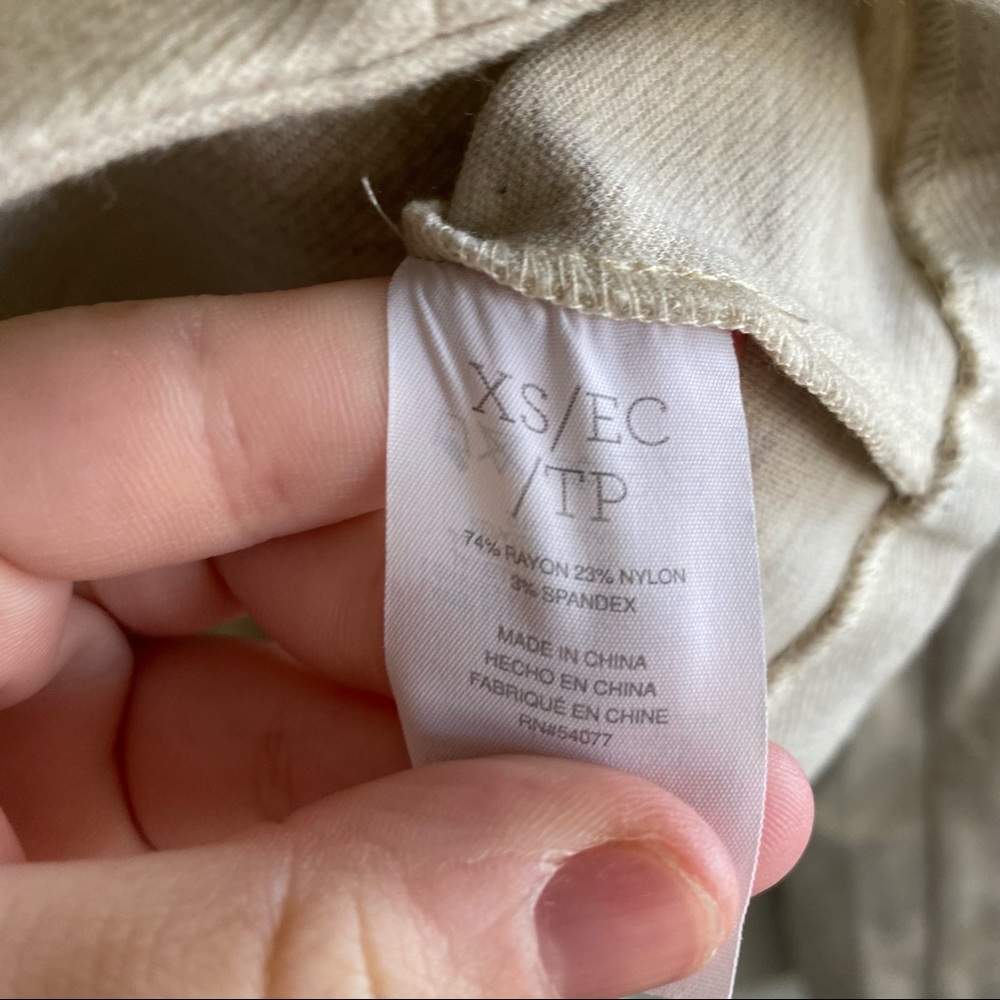 XS/EC
/TP
74% RAYON 23% NYLON
3% SPANDEX
MADE IN CHINA
HECHO EN CHINA
FABRIQUÉ EN CHINE
RN#54077